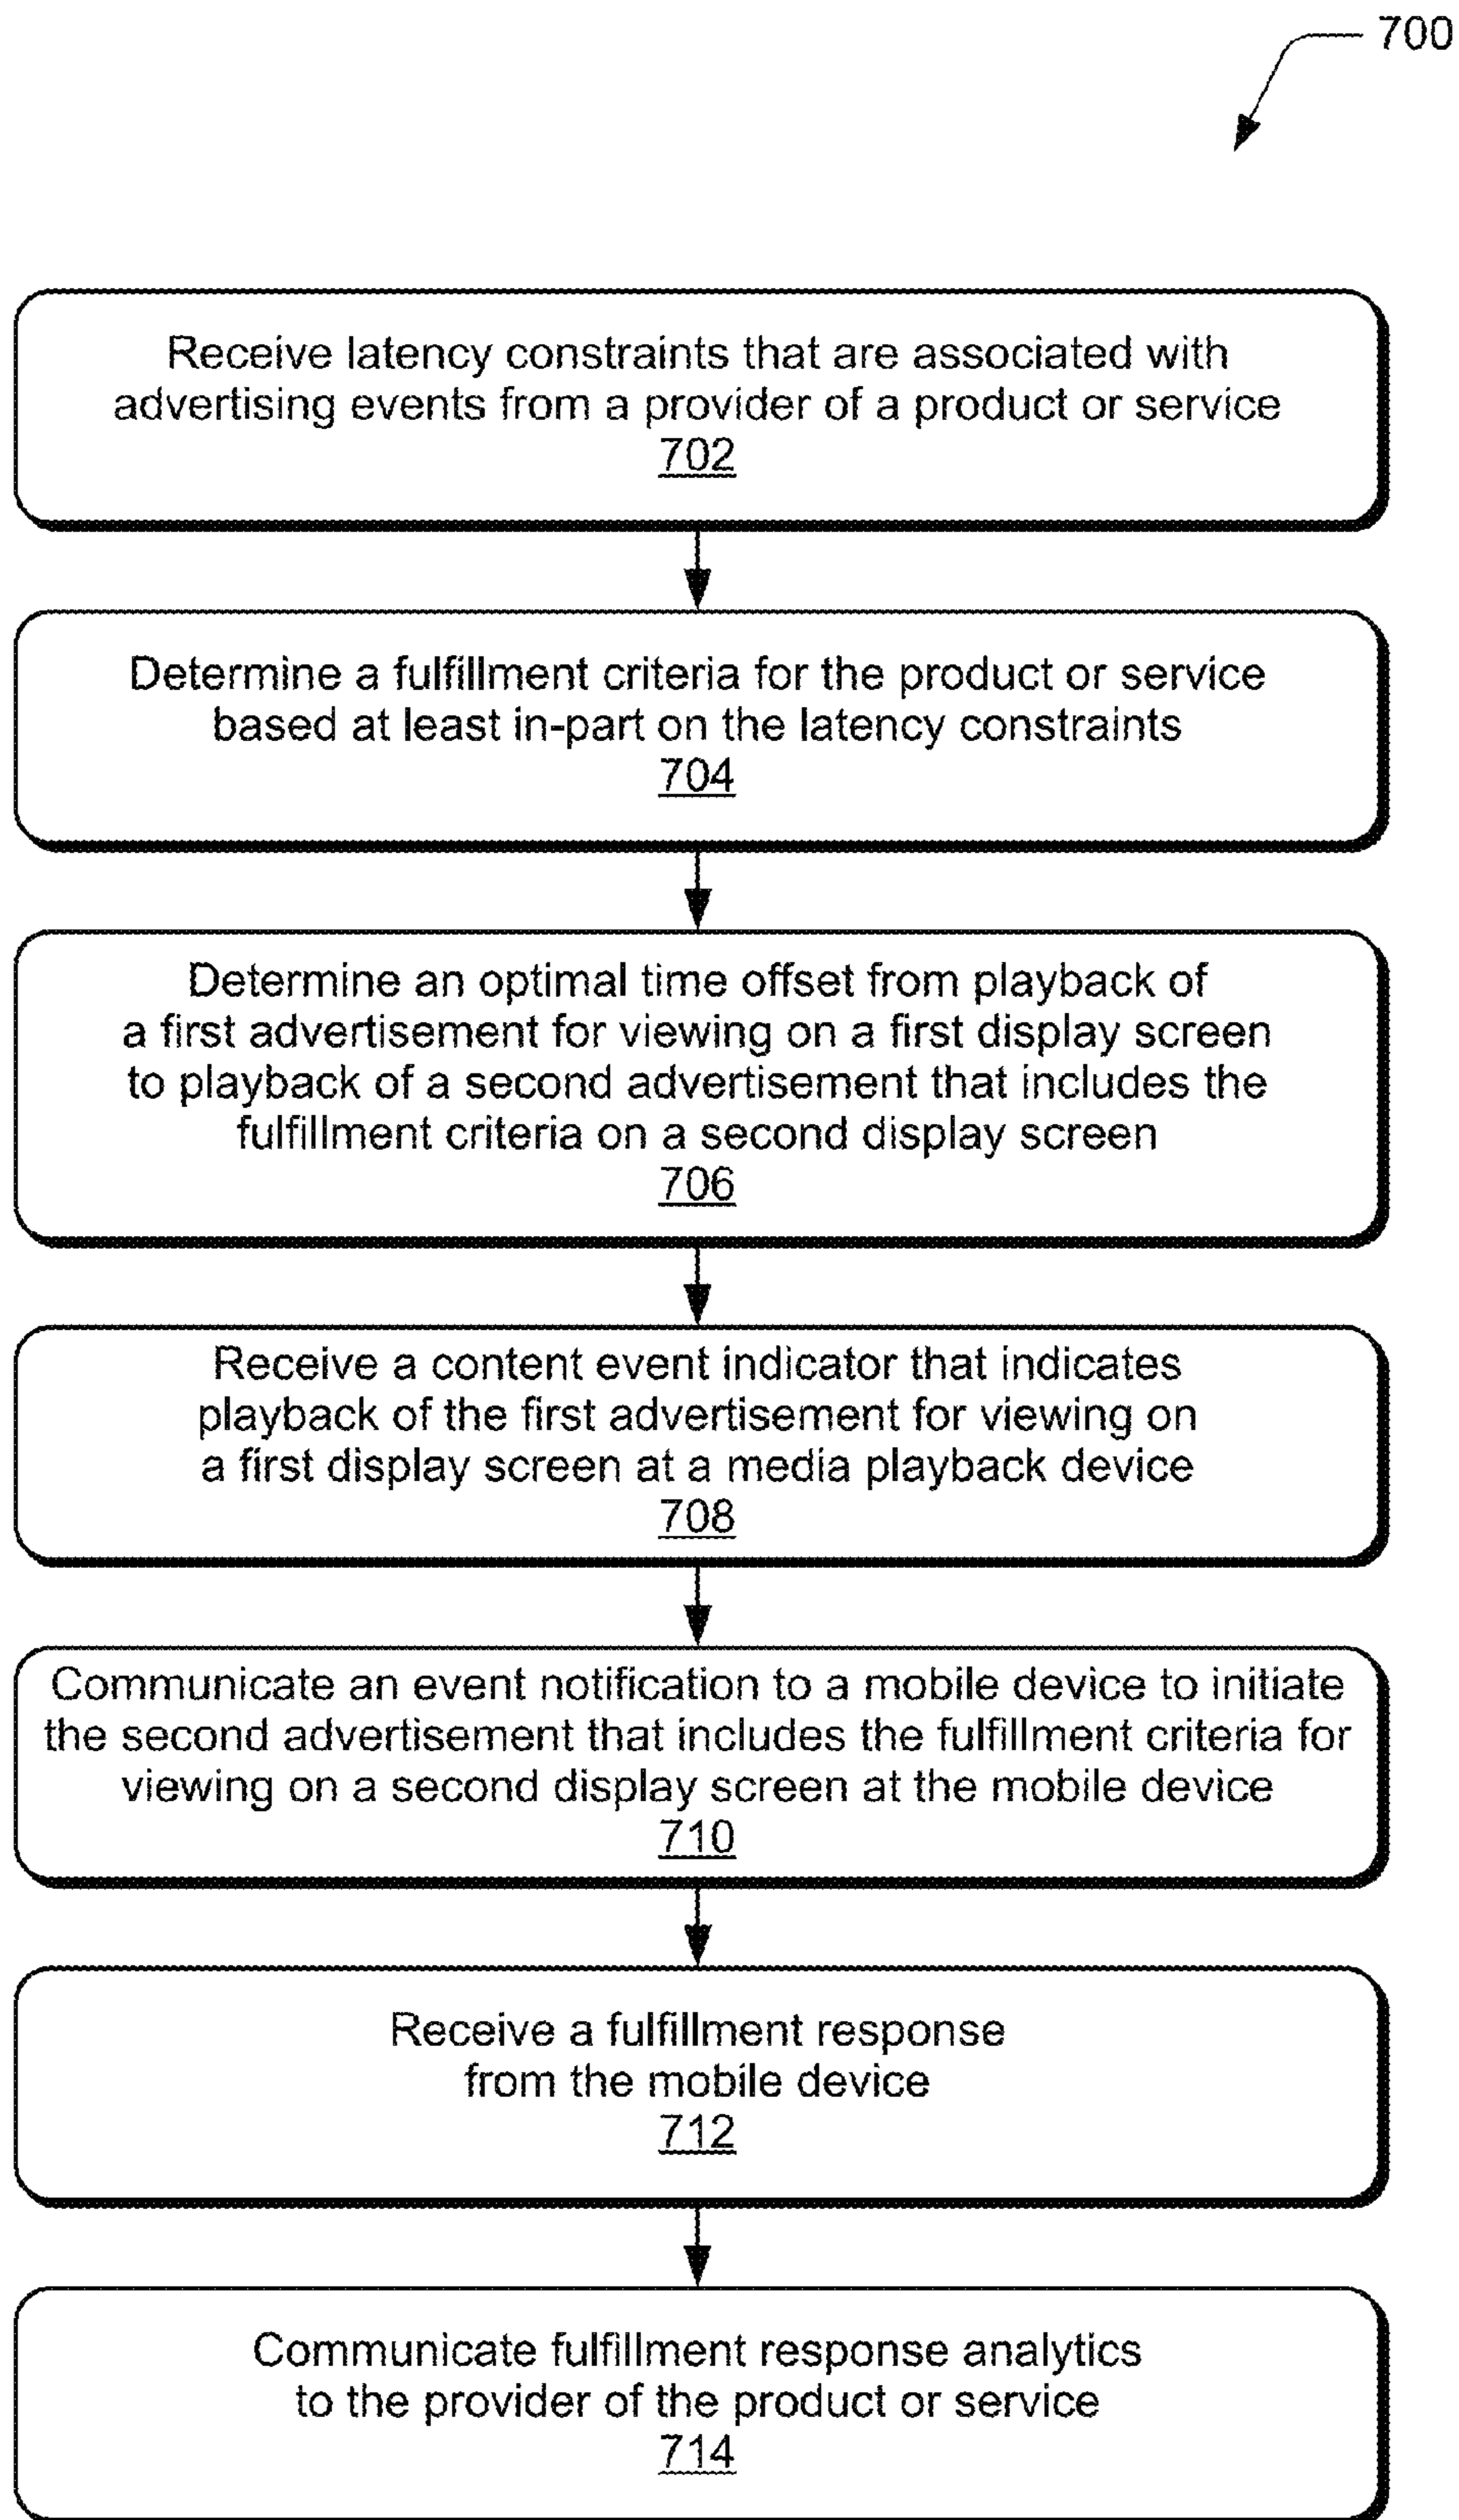 700
Receive latency constraints that are associated with
advertising events from a provider of a product or service
702
Determine a fulfillment criteria for the product or service
based at least in-part on the latency constraints
704
Determine an optimal time offset from playback of
a first advertisement for viewing on a first display screen
to playback of a second advertisement that includes the
fulfillment criteria on a second display screen
706
Receive a content event indicator that indicates
playback of the first advertisement for viewing on
a first display screen at a media playback device
708
Communicate an event notification to a mobile device to initiate
the second advertisement that includes the fulfillment criteria for
viewing on a second display screen at the mobile device
710
Receive a fulfillment response
from the mobile device
712
Communicate fulfillment response analytics
to the provider of the product or service
714